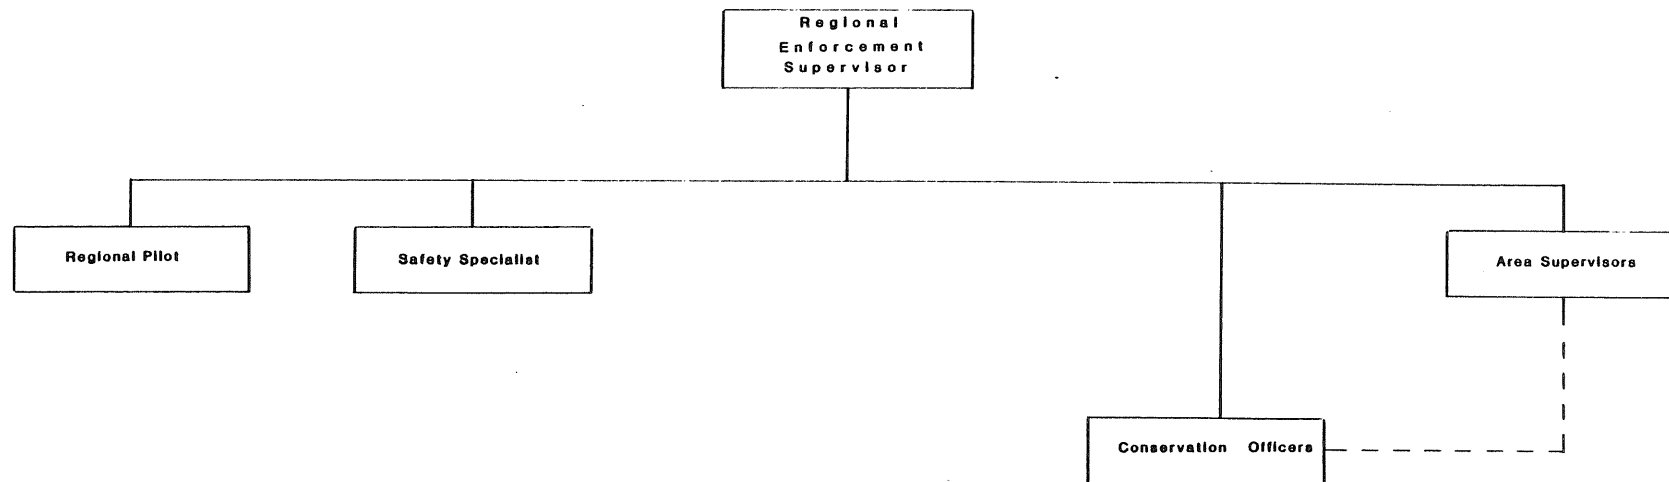 Regional
Enforcement
Supervisor
Regional Pilot
Safety Specialist
Area Supervisors
Conservation Officers